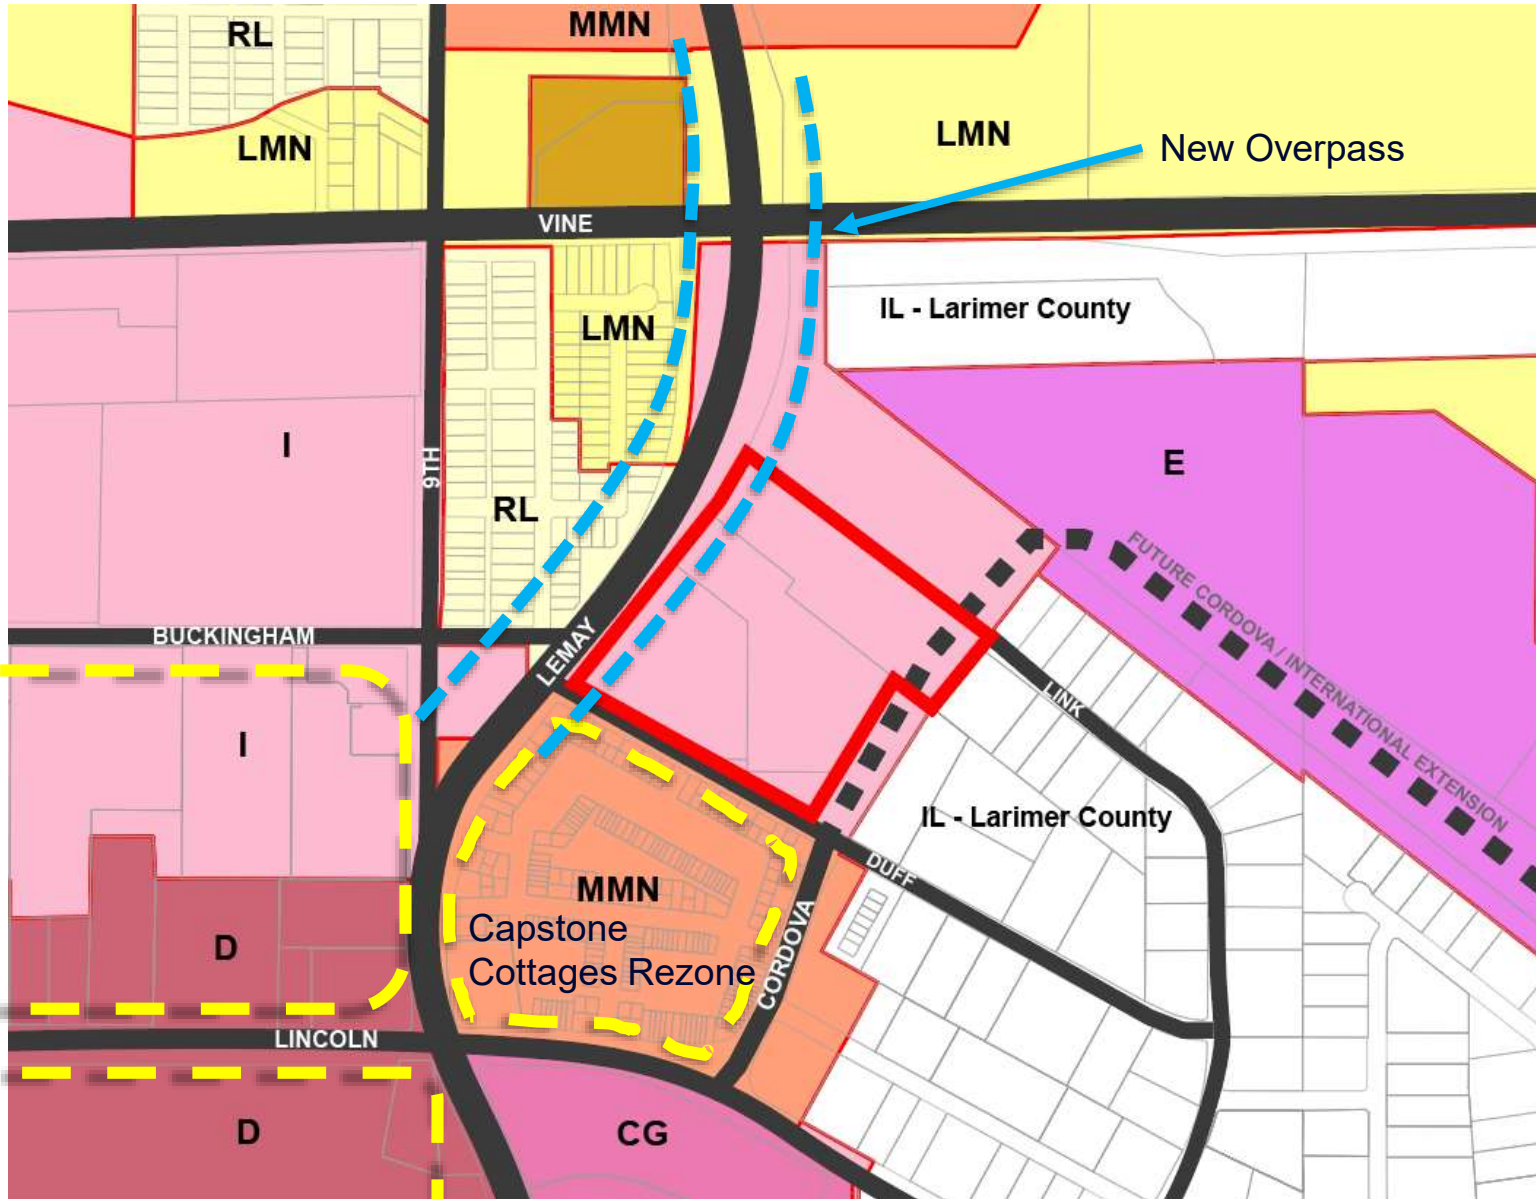 RL
MMN
LMN
LMN
New Overpass
VINE
IL - Larimer County
LMN
I
9TH
E
RL
FUTURE CORDOVA / INTERNATIONAL EXTENSION
BUCKINGHAM
LEMAY
LINK
I
IL - Larimer County
DUFF
MMN
Capstone
Cottages Rezone
CORDOVA
D
LINCOLN
D
CG